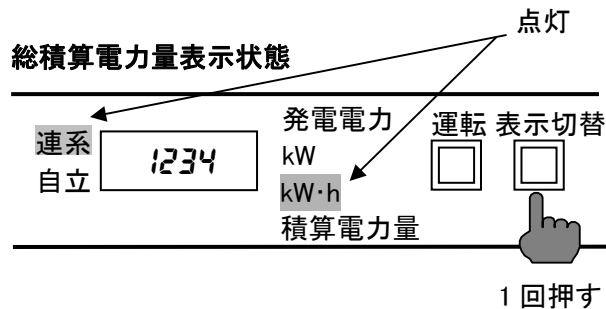 点灯
総積算電力量表示状態
連系
自立
1234
発電電力
kW
kW・h
積算電力量
運転 表示切替
1回押す